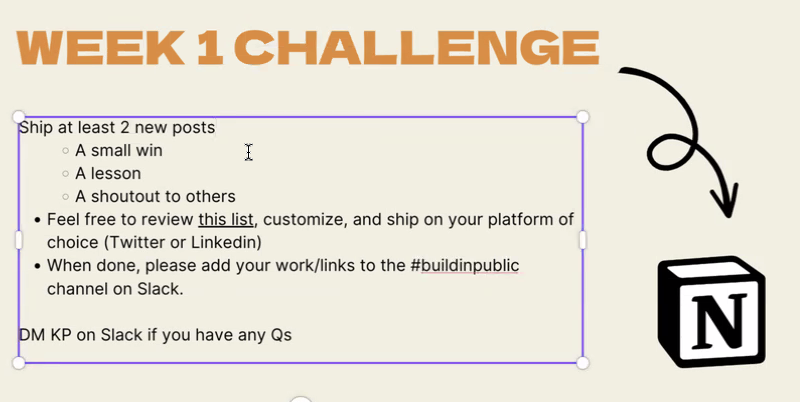 WEEK 1 CHALLENGE
Ship at least 2 new posts
A small win
A lesson
A shoutout to others
Feel free to review this list, customize, and ship on your platform of
choice (Twitter or Linkedin)
When done, please add your work/links to the #buildinpublic
channel on Slack.
DM KP on Slack if you have any Qs
N